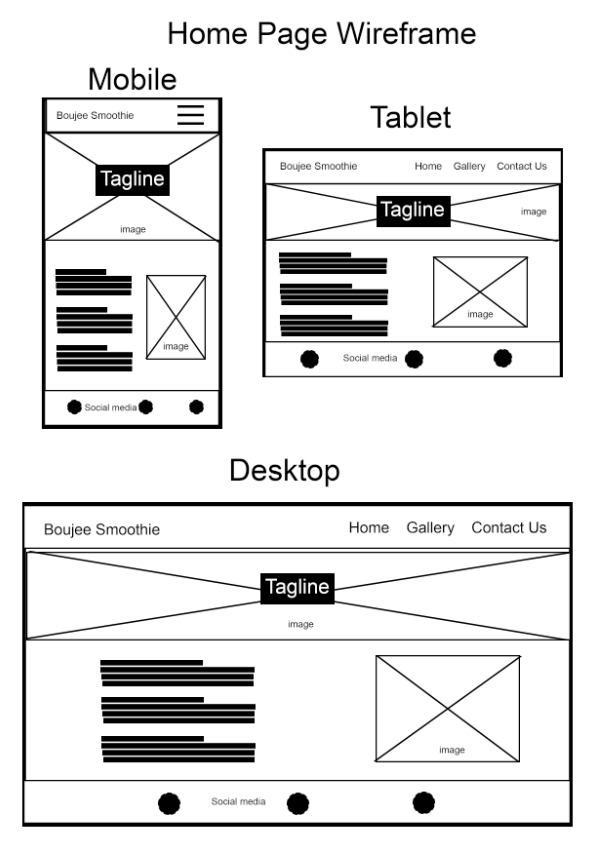 Home Page Wireframe
Mobile
Boujee Smoothie
Tagline
image
image
Social media
Tablet
Boujee Smoothie Home Gallery Contact Us
Tagline
image
image
Social media
Desktop
Boujee Smoothie Home Gallery Contact Us
Tagline
image
image
Social media